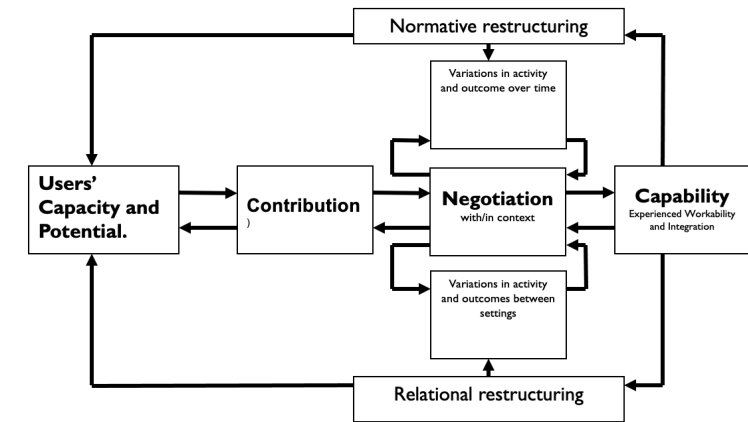 Normative restructuring
Variations in activity
and outcome over time
Users’
Capacity and
Potential.
Contribution
)
Negotiation
with/in context
Capability
Experienced Workability
and Integration
Variations in activity
and outcomes between
settings
Relational restructuring